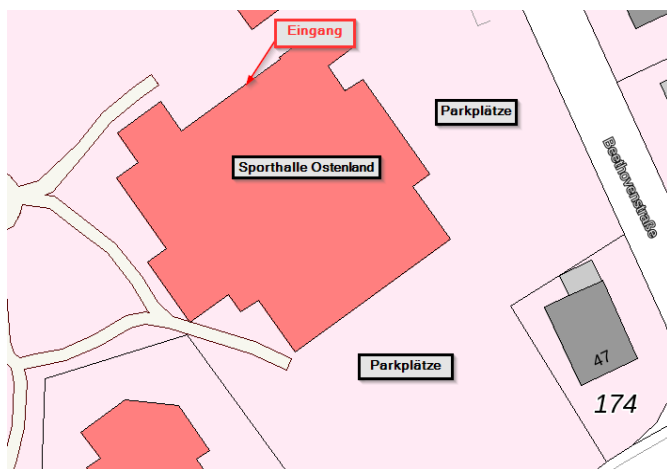 Eingang
Parkplätze
Sporthalle Ostenland
Beethovenstraße
Parkplätze
47
174